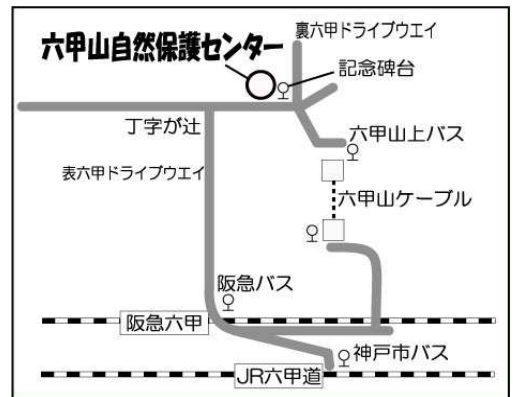 裏六甲ドライブウエイ
六甲山自然保護センター
記念碑台
丁字が辻
六甲山上バス
表六甲ドライブウエイ
六甲山ケーブル
阪急バス
阪急六甲
神戸市バス
JR六甲道